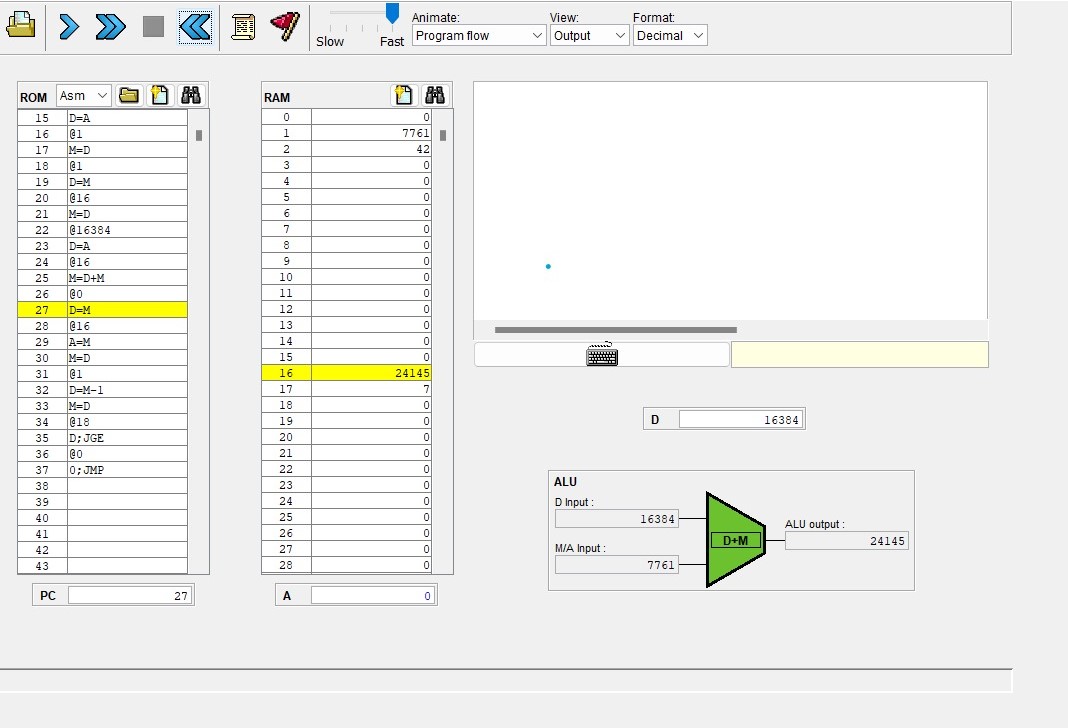 Animate:
View:
Format:
Slow
Fast
Program flow
Output
Decimal
ROM
Asm
15 D=A
16 @1
17 M=D
18 @1
19 D=M
20 @16
21 M=D
22 @16384
23 D=A
24 @16
25 M=D+M
26 @0
27 D=M
28 @16
29 A=M
30 M=D
31 @1
32 D=M-1
33 M=D
34 @18
35 D;JGE
36 @0
37 0;JMP
38
39
40
41
42
43
PC 27
RAM
0 0
1 7761
2 42
3 0
4 0
5 0
6 0
7 0
8 0
9 0
10 0
11 0
12 0
13 0
14 0
15 0
16 24145
17 7
18 0
19 0
20 0
21 0
22 0
23 0
24 0
25 0
26 0
27 0
28 0
A 0
D 16384
ALU
D Input :
16384
M/A Input :
7761
D+M
ALU output :
24145